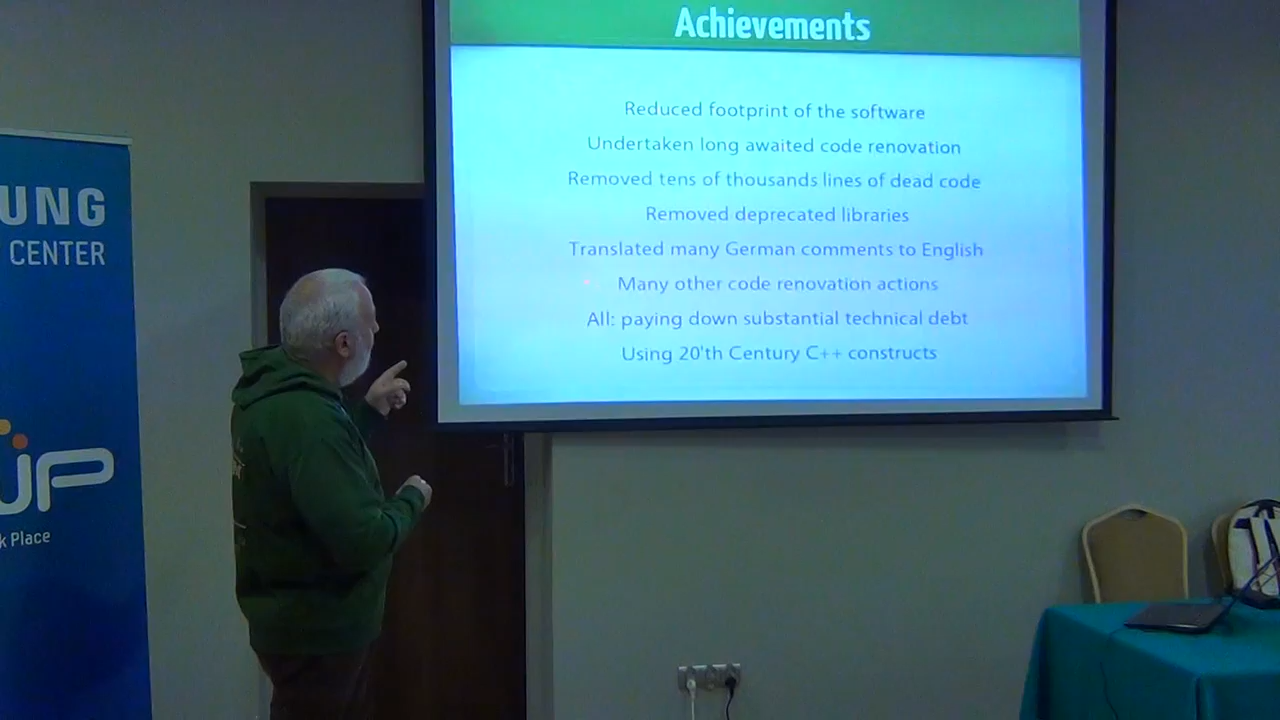 Achievements
Reduced footprint of the software
Undertaken long awaited code renovation
Removed tens of thousands lines of dead code
Removed deprecated libraries
Translated many German comments to English
Many other code renovation actions
All: paying down substantial technical debt
Using 20'th Century C++ constructs
UNG
CENTER
UP
k Place